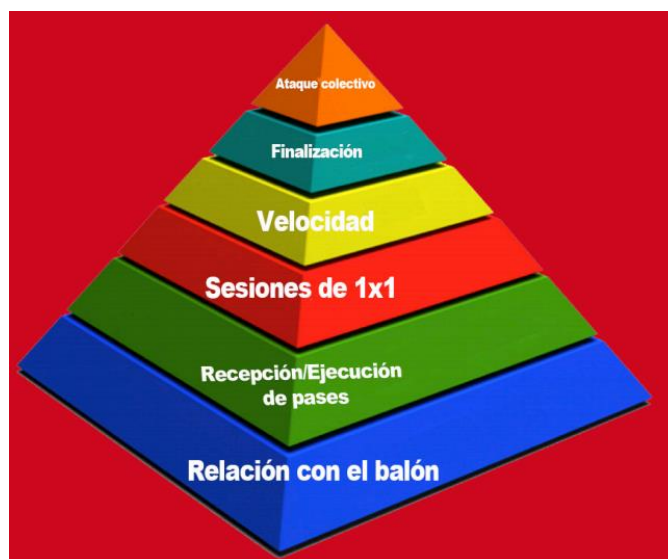 Ataque colectivo
Finalización
Velocidad
Sesiones de 1x1
Recepción/Ejecución
de pases
Relación con el balón